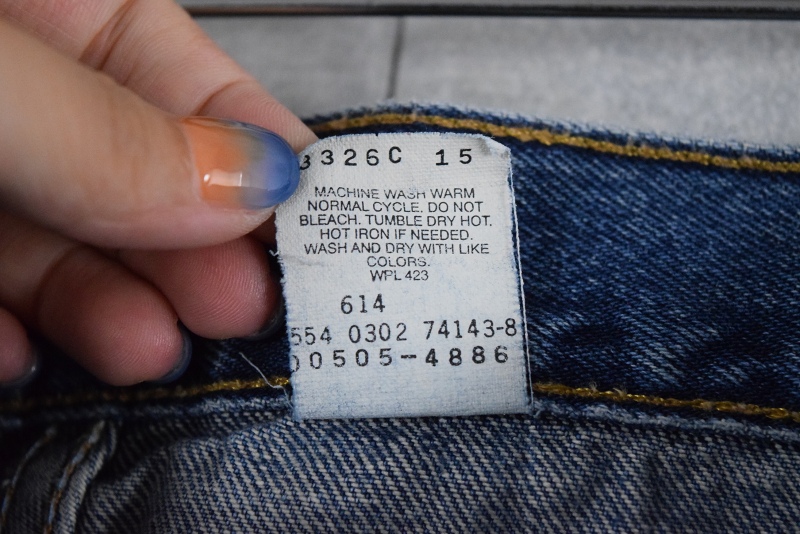 3326C 15
MACHINE WASH WARM
NORMAL CYCLE. DO NOT
BLEACH. TUMBLE DRY HOT.
HOT IRON IF NEEDED.
WASH AND DRY WITH LIKE
COLORS.
WPL 423
614
554 0302 74143-8
00505-4886